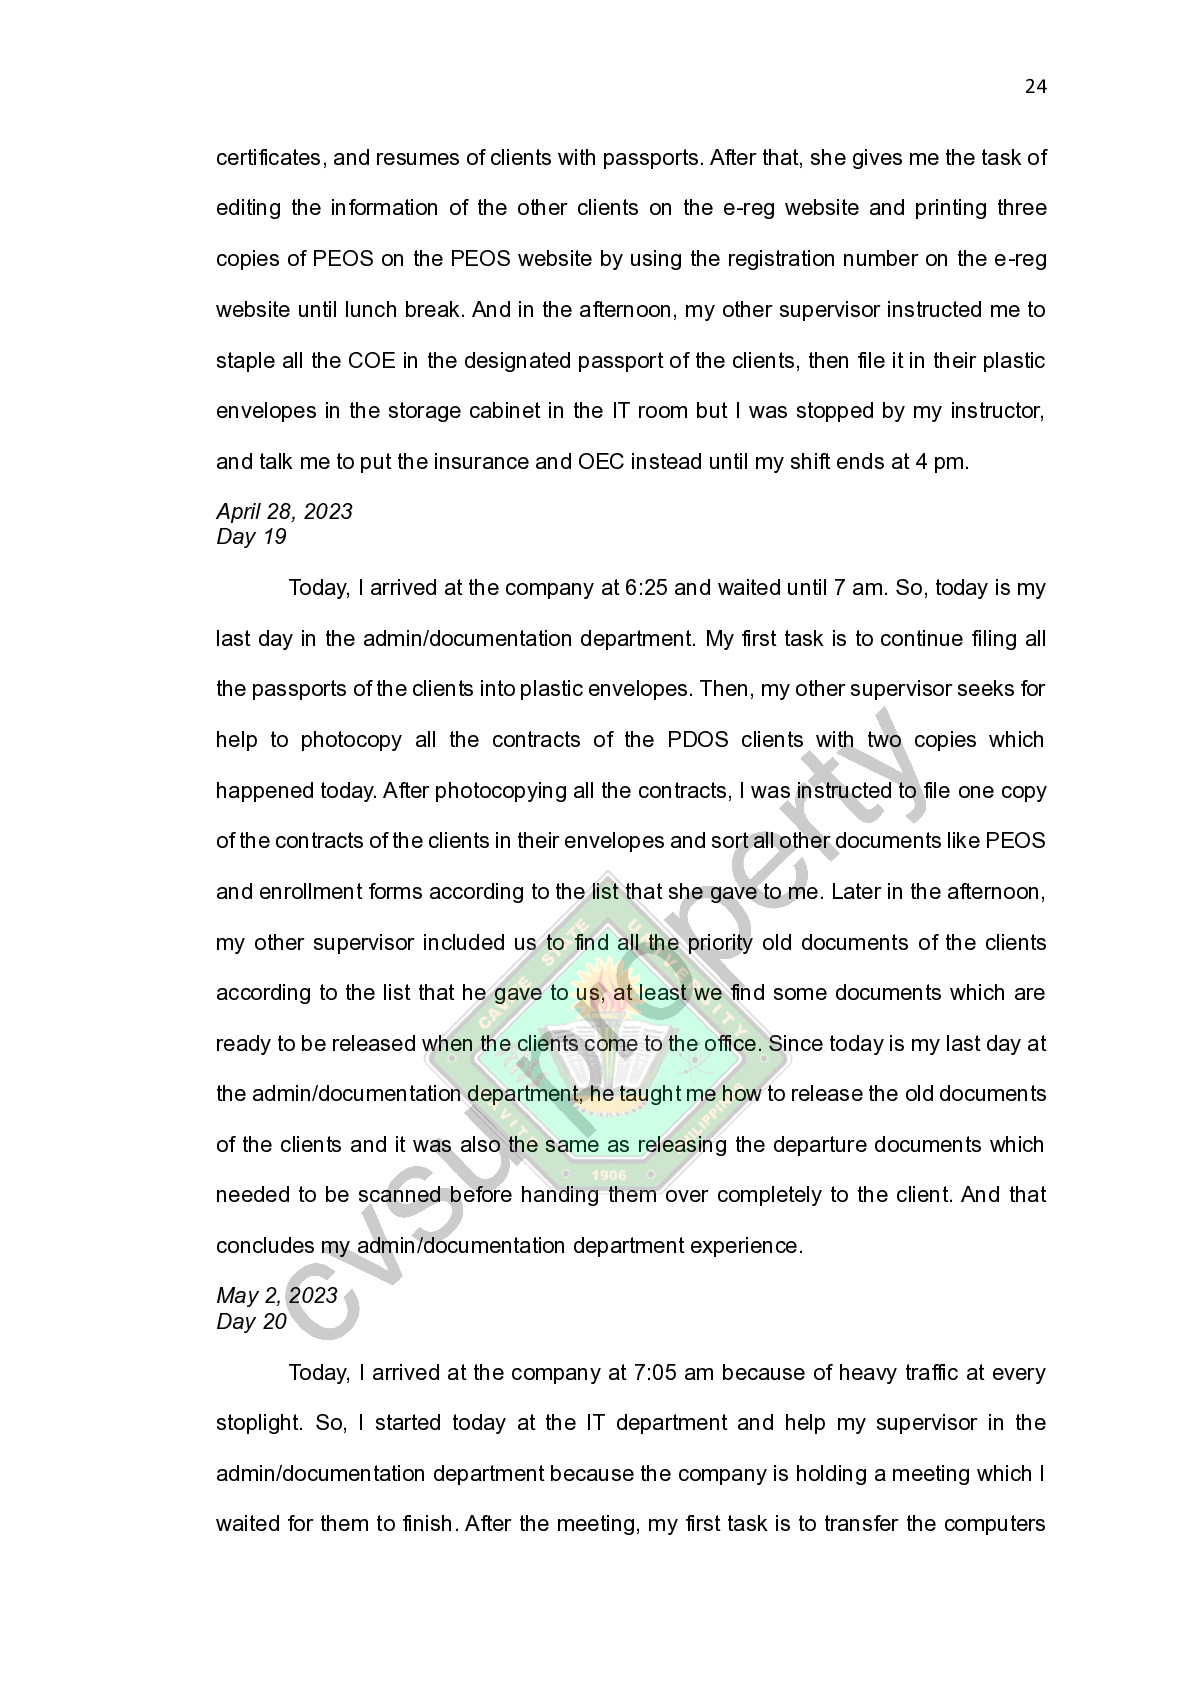 24
certificates, and resumes of clients with passports. After that, she gives me the task of
editing the information of the other clients on the e-reg website and printing three
copies of PEOS on the PEOS website by using the registration number on the e-reg
website until lunch break. And in the afternoon, my other supervisor instructed me to
staple all the COE in the designated passport of the clients, then file it in their plastic
envelopes in the storage cabinet in the IT room but I was stopped by my instructor,
and talk me to put the insurance and OEC instead until my shift ends at 4 pm.
April 28, 2023
Day 19
Today, I arrived at the company at 6:25 and waited until 7 am. So, today is my
last day in the admin/documentation department. My first task is to continue filing all
the passports of the clients into plastic envelopes. Then, my other supervisor seeks for
help to photocopy all the contracts of the PDOS clients with two copies which
happened today. After photocopying all the contracts, I was instructed to file one copy
of the contracts of the clients in their envelopes and sort all other documents like PEOS
and enrollment forms according to the list that she gave to me. Later in the afternoon,
my other supervisor included us to find all the priority old documents of the clients
according to the list that he gave to us, at least we find some documents which are
ready to be released when the clients come to the office. Since today is my last day at
the admin/documentation department, he taught me how to release the old documents
of the clients and it was also the same as releasing the departure documents which
needed to be scanned before handing them over completely to the client. And that
concludes my admin/documentation department experience.
May 2, 2023
Day 20
Today, I arrived at the company at 7:05 am because of heavy traffic at every
stoplight. So, I started today at the IT department and help my supervisor in the
admin/documentation department because the company is holding a meeting which I
waited for them to finish. After the meeting, my first task is to transfer the computers
cvsu property
CAVITE STATE UNIVERSITY
1906